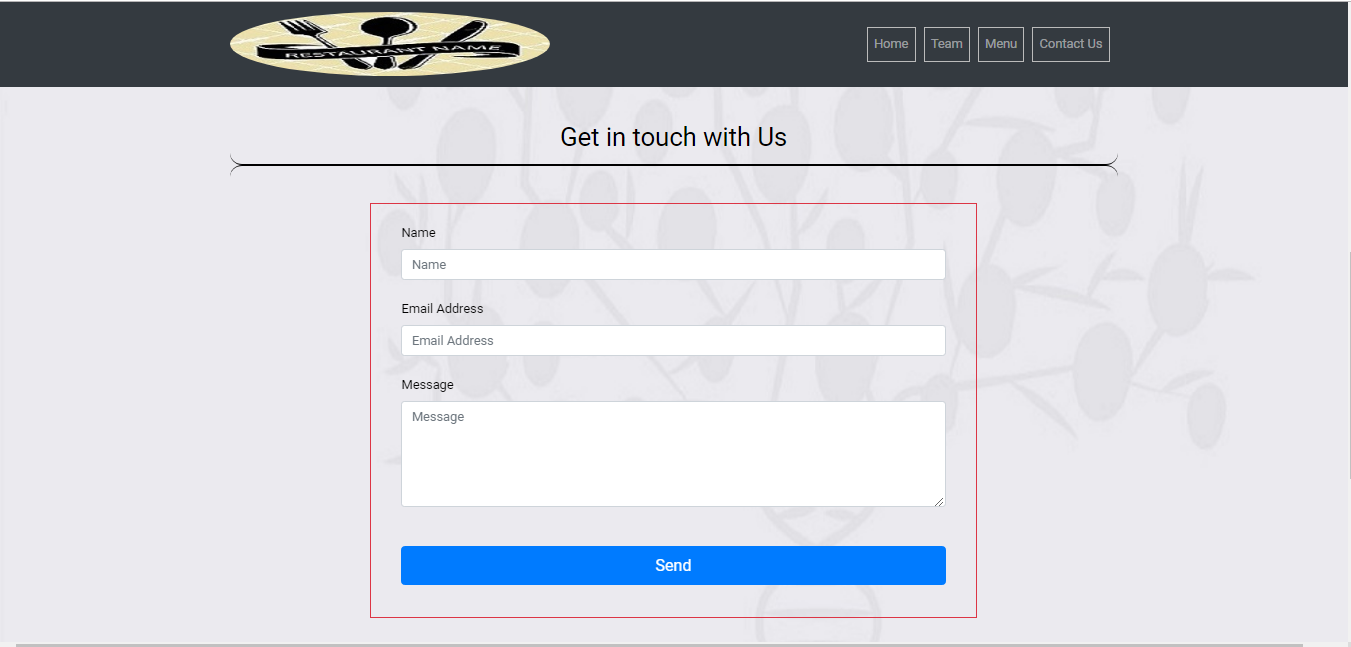 RESTAURANT NAME
Home Team Menu Contact Us
Get in touch with Us
Name
Name
Email Address
Email Address
Message
Message
Send